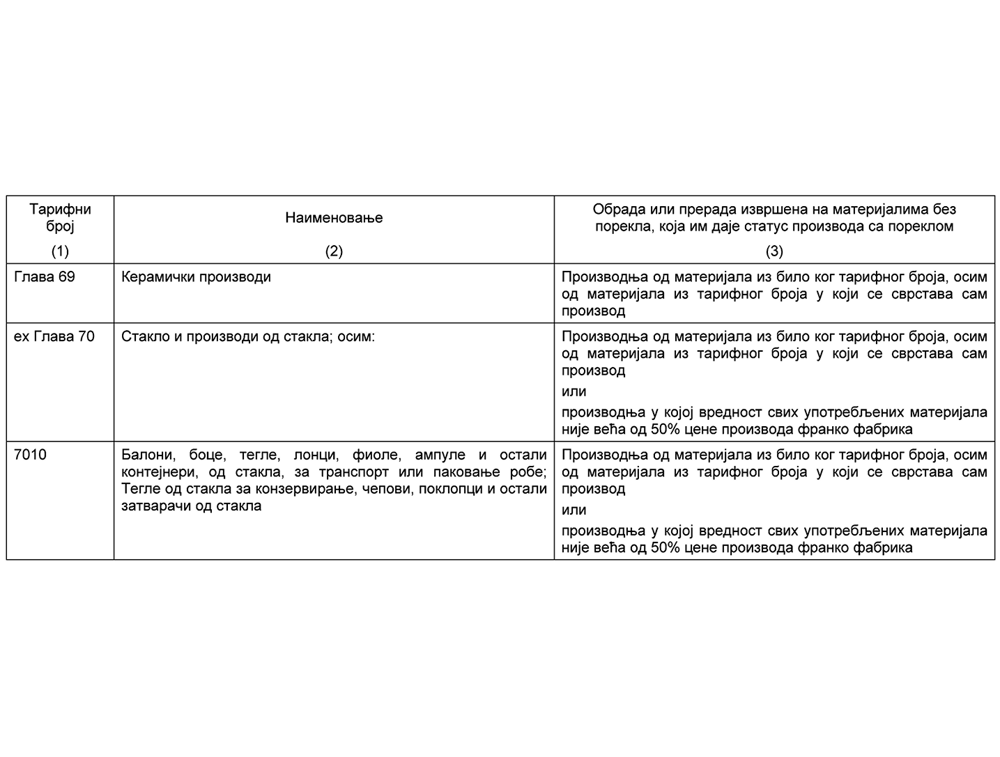 Тарифни
број
(1)
Наименовање
(2)
Обрада или прерада извршена на материјалима без
порекла, која им даје статус производа са пореклом
(3)
Глава 69
Керамички производи
Производња од материјала из било ког тарифног броја, осим
од материјала из тарифног броја у који се сврстава сам
производ
ех Глава 70
Стакло и производи од стакла; осим:
Производња од материјала из било ког тарифног броја, осим
од материјала из тарифног броја у који се сврстава сам
производ
или
производња у којој вредност свих употребљених материјала
није већа од 50% цене производа франко фабрика
7010
Балони, боце, тегле, лонци, фиоле, ампуле и остали
контејнери, од стакла, за транспорт или паковање робе;
Тегле од стакла за конзервирање, чепови, поклопци и остали
затварачи од стакла
Производња од материјала из било ког тарифног броја, осим
од материјала из тарифног броја у који се сврстава сам
производ
или
производња у којој вредност свих употребљених материјала
није већа од 50% цене производа франко фабрика